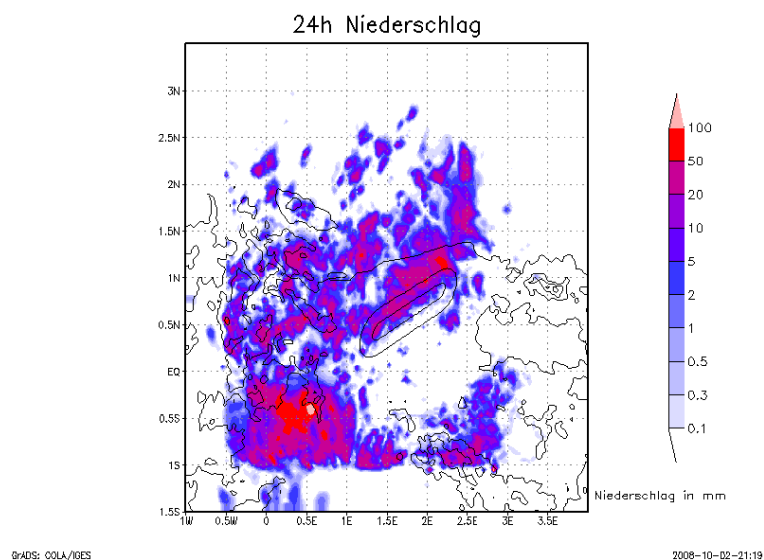 24h Niederschlag
3N
2.5N
2N
1.5N
1N
0.5N
EQ
0.5S
1S
1.5S
1W 0.5W 0 0.5E 1E 1.5E 2E 2.5E 3E 3.5E
100
50
20
10
5
2
1
0.5
0.3
0.1
Niederschlag in mm
GrADS: COLA/IGES
2008-10-02-21:19